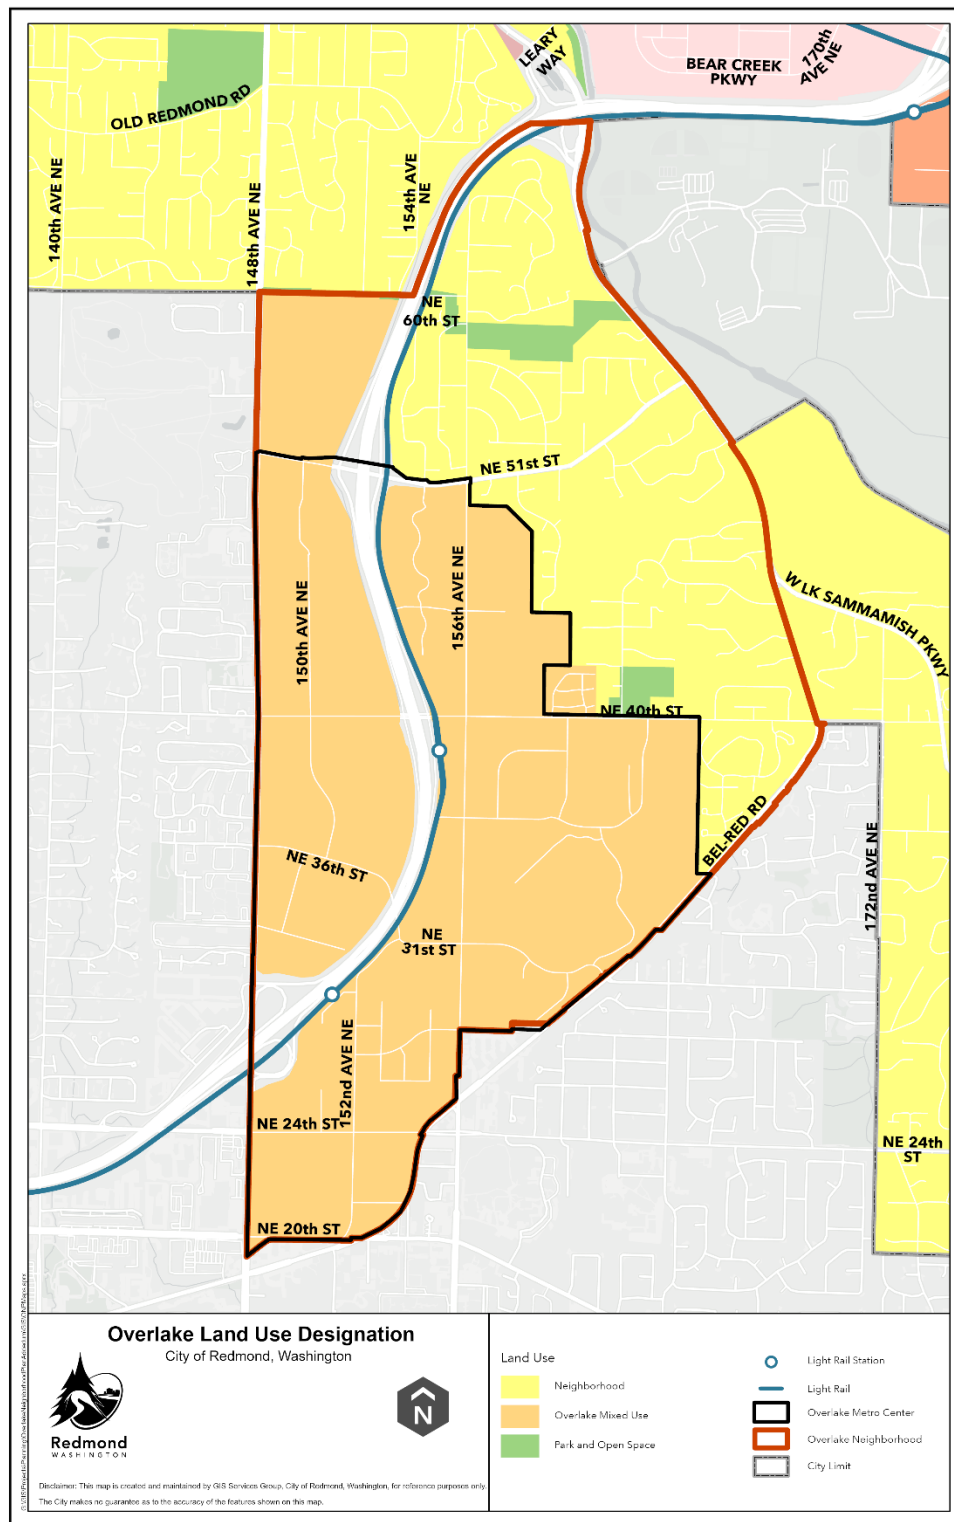 LEARY
WAY
170th
AVE NE
BEAR CREEK
PKWY
OLD REDMOND RD
140th AVE NE
148th AVE NE
154th AVE
NE
NE
60th ST
NE 51st ST
150th AVE NE
156th AVE NE
W LK SAMMAMISH PKWY
NE 40th ST
BEL-RED RD
NE 36th ST
172nd AVE NE
NE
31st ST
152nd AVE NE
NE 24th ST
NE 24th
ST
NE 20th ST
Overlake Land Use Designation
City of Redmond, Washington
Redmond
WASHINGTON
N
Land Use
Neighborhood
Overlake Mixed Use
Park and Open Space
Light Rail Station
Light Rail
Overlake Metro Center
Overlake Neighborhood
City Limit
Disclaimer: This map is created and maintained by GIS Services Group, City of Redmond, Washington, for reference purposes only.
The City makes no guarantee as to the accuracy of the features shown on this map.